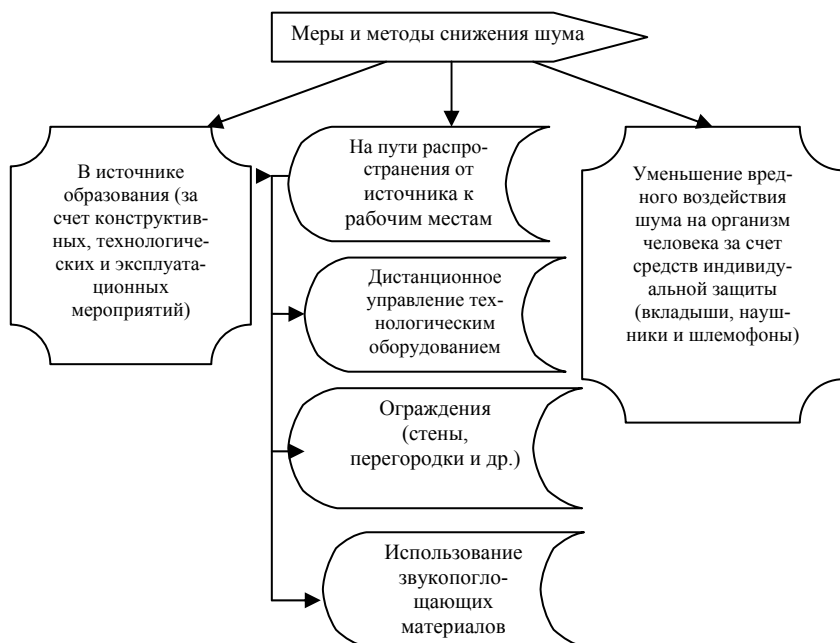 Меры и методы снижения шума
В источнике
образования (за
счет конструктив-
ных, технологиче-
ских и эксплуата-
ционных
мероприятий)
На пути распро-
странения от
источника к
рабочим местам
Дистанционное
управление тех-
нологическим
оборудованием
Ограждения
(стены,
перегородки и др.)
Использование
звукопогло-
щающих
материалов
Уменьшение вред-
ного воздействия
шума на организм
человека за счет
средств индивиду-
альной защиты
(вкладыши, науш-
ники и шлемофоны)